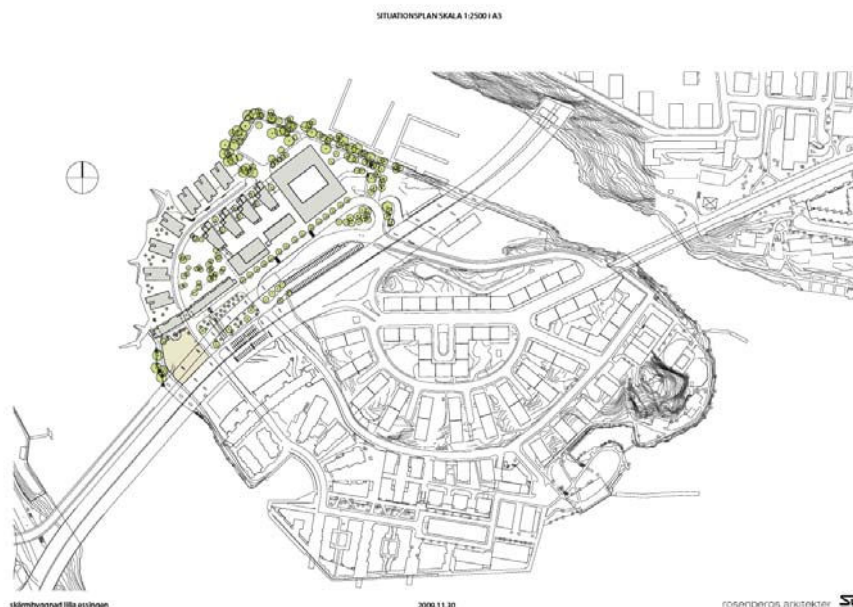 SITUATIONSPLAN SKALA 1:2500 I A3
skärmbyggnad lilla essingen
2009.11.30
rosenbergs arkitekter